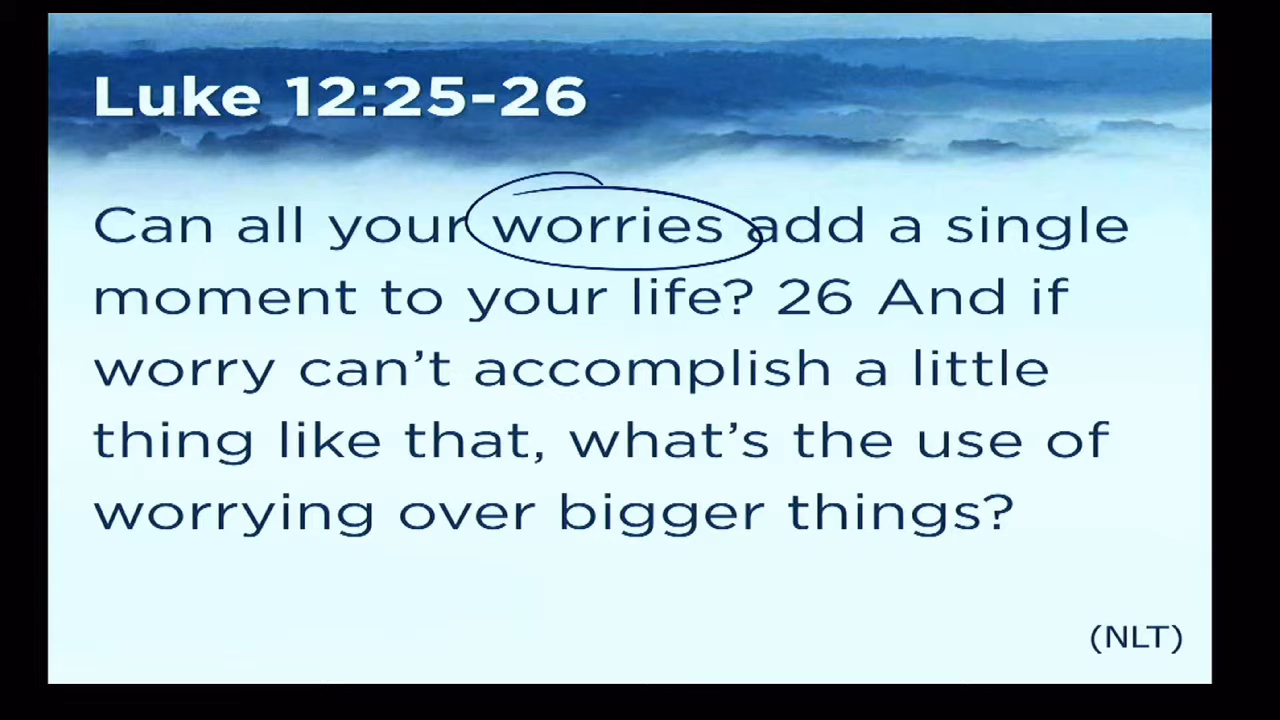 Luke 12:25-26
Can all your worries add a single
moment to your life? 26 And if
worry can’t accomplish a little
thing like that, what’s the use of
worrying over bigger things?
(NLT)